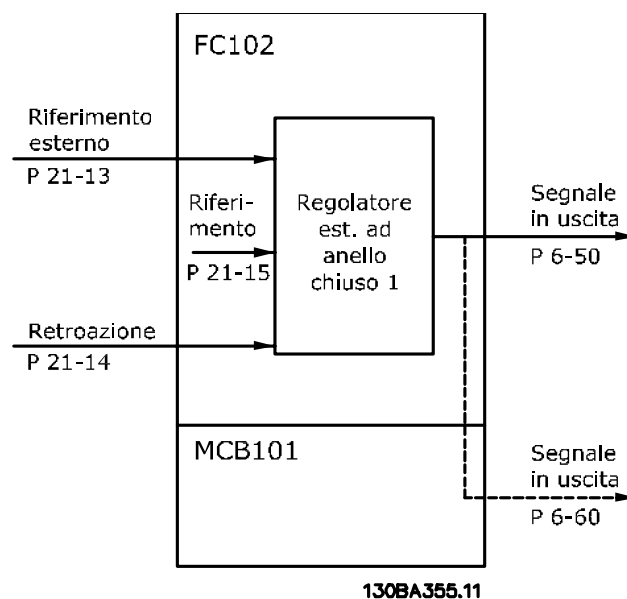 FC102
Riferimento
esterno
P 21-13
Riferi-
mento
P 21-15
Regolatore
est. ad
anello
chiuso 1
Segnale
in uscita
P 6-50
Retroazione
P 21-14
MCB101
Segnale
in uscita
P 6-60
130BA355.11